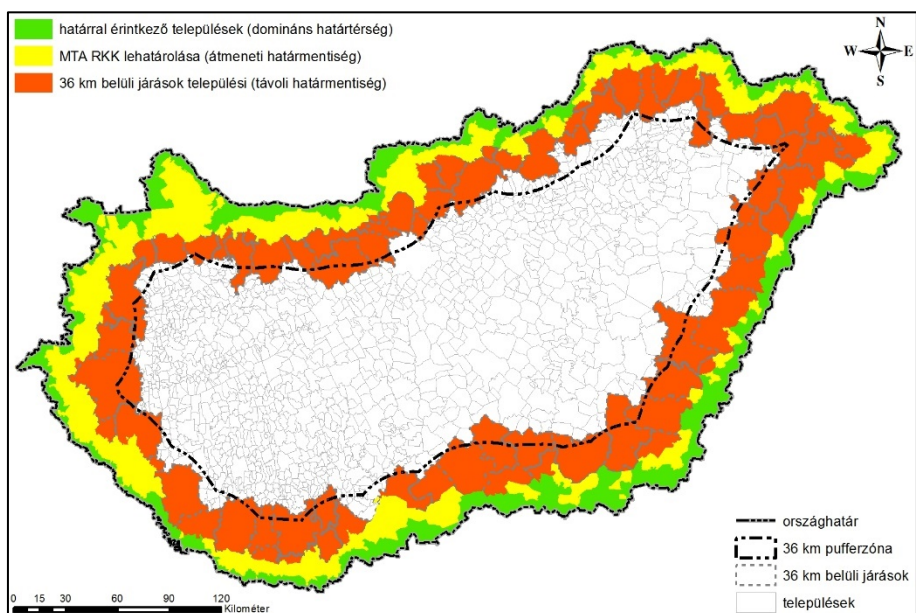 határral érintkező települések (domináns határtérség)
MTA RKK lehatárolása (átmeneti határmentiség)
36 km belüli járások települési (távoli határmentiség)
N
W E
S
országhatár
36 km pufferzóna
36 km belüli járások
települések
0 15 30 60 90 120
Kilométer